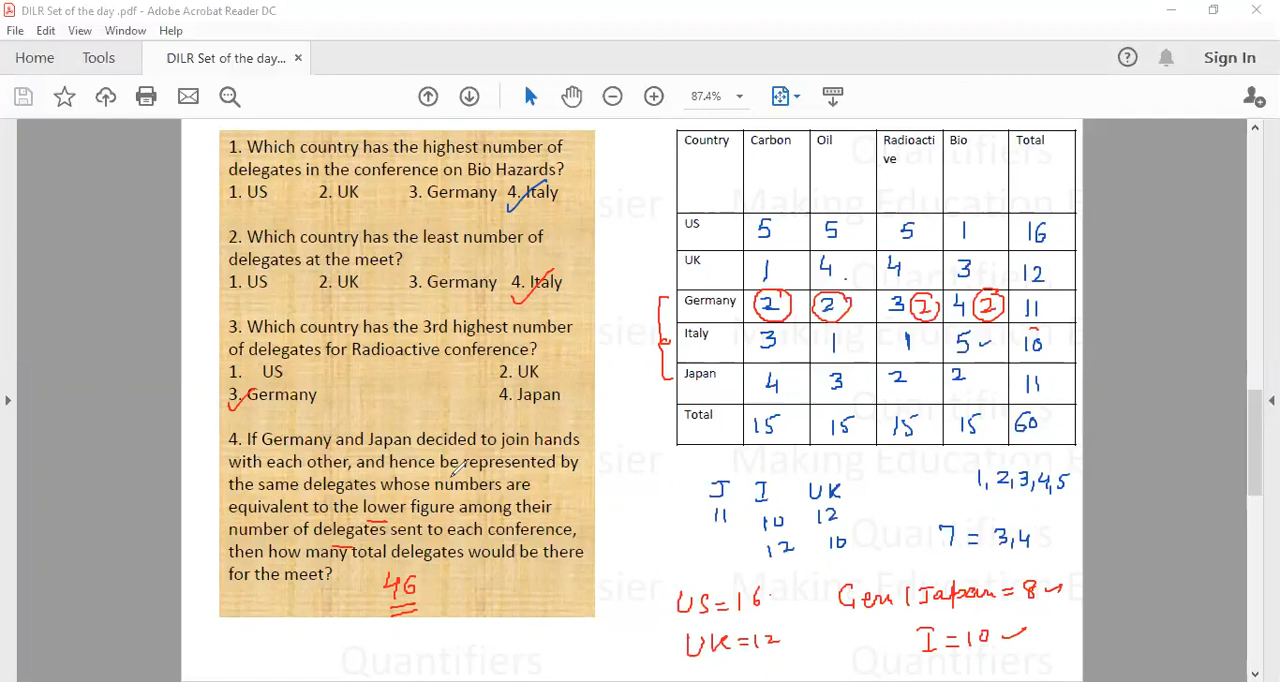 DILR Set of the day .pdf - Adobe Acrobat Reader DC
File Edit View Window Help
Home Tools DILR Set of the day... × Sign In
87.4%
1. Which country has the highest number of
delegates in the conference on Bio Hazards?
1. US 2. UK 3. Germany 4. Italy
2. Which country has the least number of
delegates at the meet?
1. US 2. UK 3. Germany 4. Italy
3. Which country has the 3rd highest number
of delegates for Radioactive conference?
1. US 2. UK
3. Germany 4. Japan
4. If Germany and Japan decided to join hands
with each other, and hence be represented by
the same delegates whose numbers are
equivalent to the lower figure among their
number of delegates sent to each conference,
then how many total delegates would be there
for the meet?
46
Country Carbon Oil Radioacti
ve Bio Total
US 5 5 5 1 16
UK 1 4 4 3 12
Germany 2 2 3 2 4 2 11
Italy 3 1 1 5 10
Japan 4 3 2 2 11
Total 15 15 15 15 60
J I UK
11 10 12
12 10
1, 2, 3, 4, 5
7 = 3,4
US = 16
UK = 12
Ger / Japan = 8
I = 10
sier
Making Education E
Quantifiers